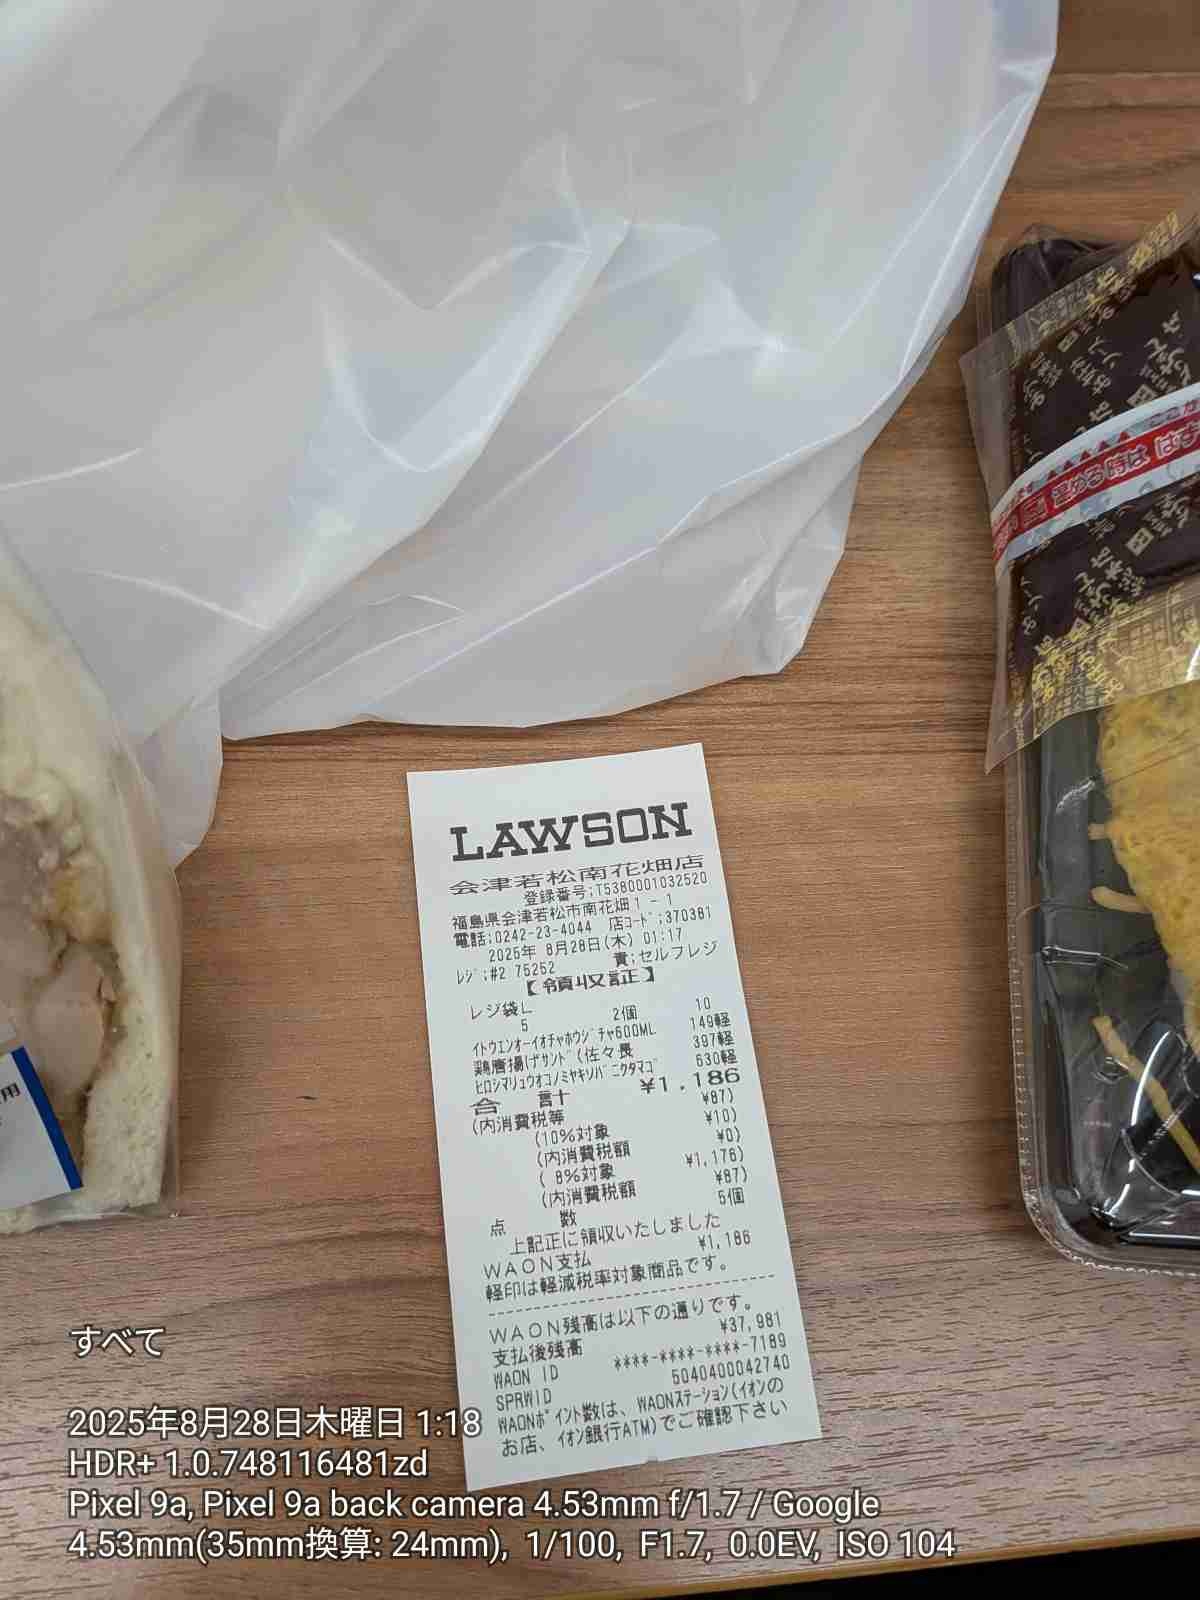 LAWSON
会津若松南花畑店
登録番号:T5380001032520
福島県会津若松市南花畑1-1
電話:0242-23-4044 店コード:370381
2025年 8月28日(木) 01:17
レジ:#2 75252 責:セルフレジ
【領収証】
レジ袋L
5 2個 10
イトウエンオーイオチャホウジチャ600ML 149軽
鶏唐揚げサンド(佐々長 397軽
ヒロシマリュウオコノミヤキソバニクタマゴ 630軽
合 計 ¥1,186
(内消費税等 ¥87)
(10%対象 ¥10)
(内消費税額 ¥0)
( 8%対象 ¥1,176)
(内消費税額 ¥87)
点 数 5個
上記正に領収いたしました
WAON支払 ¥1,186
軽印は軽減税率対象商品です。
WAON残高は以下の通りです。
支払後残高 ¥37,981
WAON ID ****-****-****-7189
SPRWID 5040400042740
WAONポイント数は、WAONステーション(イオンの
お店、イオン銀行ATM)でご確認下さい
すべて
2025年8月28日木曜日 1:18
HDR+ 1.0.748116481zd
Pixel 9a, Pixel 9a back camera 4.53mm f/1.7 / Google
4.53mm(35mm換算: 24mm), 1/100, F1.7, 0.0EV, ISO 104